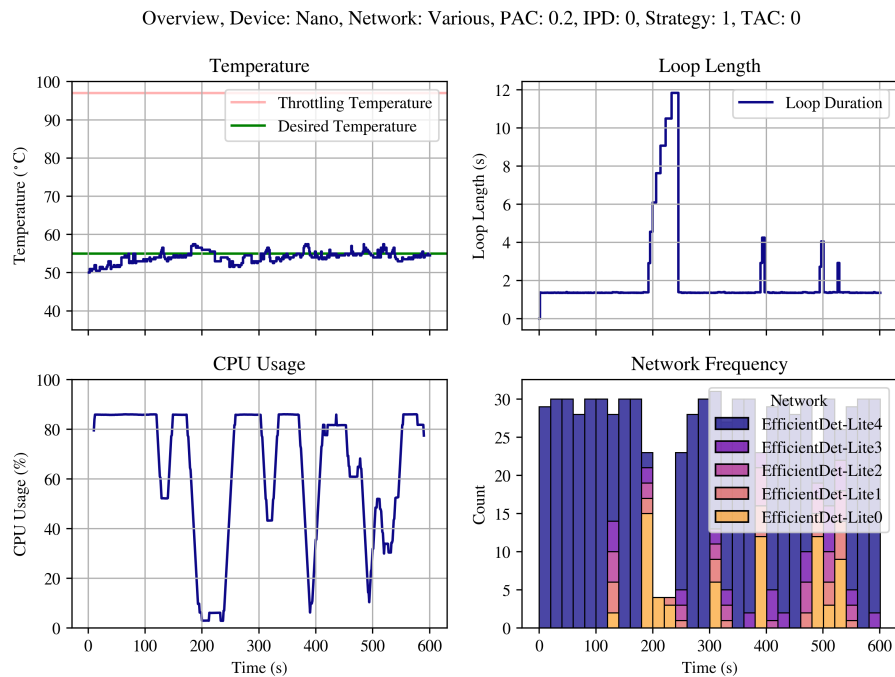 Overview, Device: Nano, Network: Various, PAC: 0.2, IPD: 0, Strategy: 1, TAC: 0
Temperature
100
90
80
70
60
50
40
Temperature (°C)
Throttling Temperature
Desired Temperature
Loop Length
12
10
8
6
4
2
0
Loop Length (s)
Loop Duration
CPU Usage
100
80
60
40
20
0
CPU Usage (%)
0 100 200 300 400 500 600
Time (s)
Network Frequency
30
25
20
15
10
5
0
Count
Network
EfficientDet-Lite4
EfficientDet-Lite3
EfficientDet-Lite2
EfficientDet-Lite1
EfficientDet-Lite0
0 100 200 300 400 500 600
Time (s)